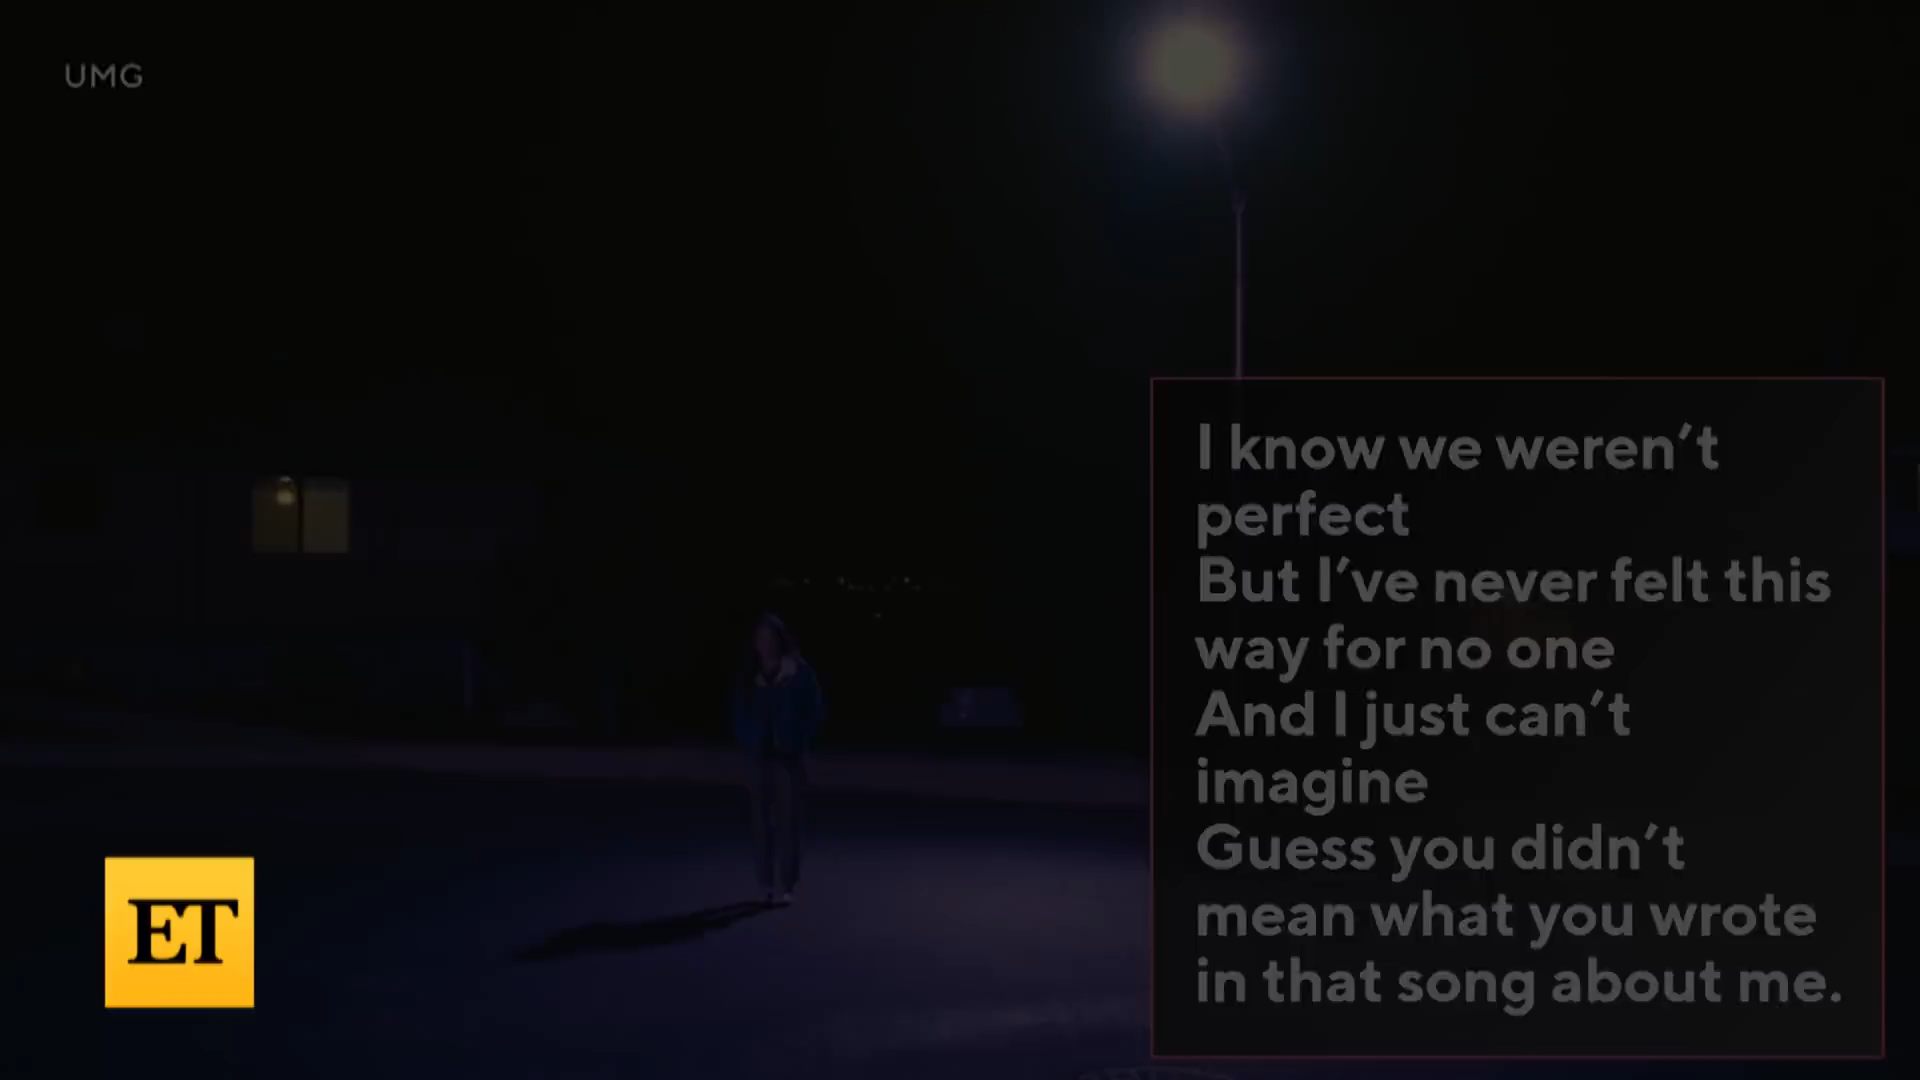 UMG
I know we weren't
perfect
But I've never felt this
way for no one
And I just can't
imagine
Guess you didn't
mean what you wrote
in that song about me.
ET